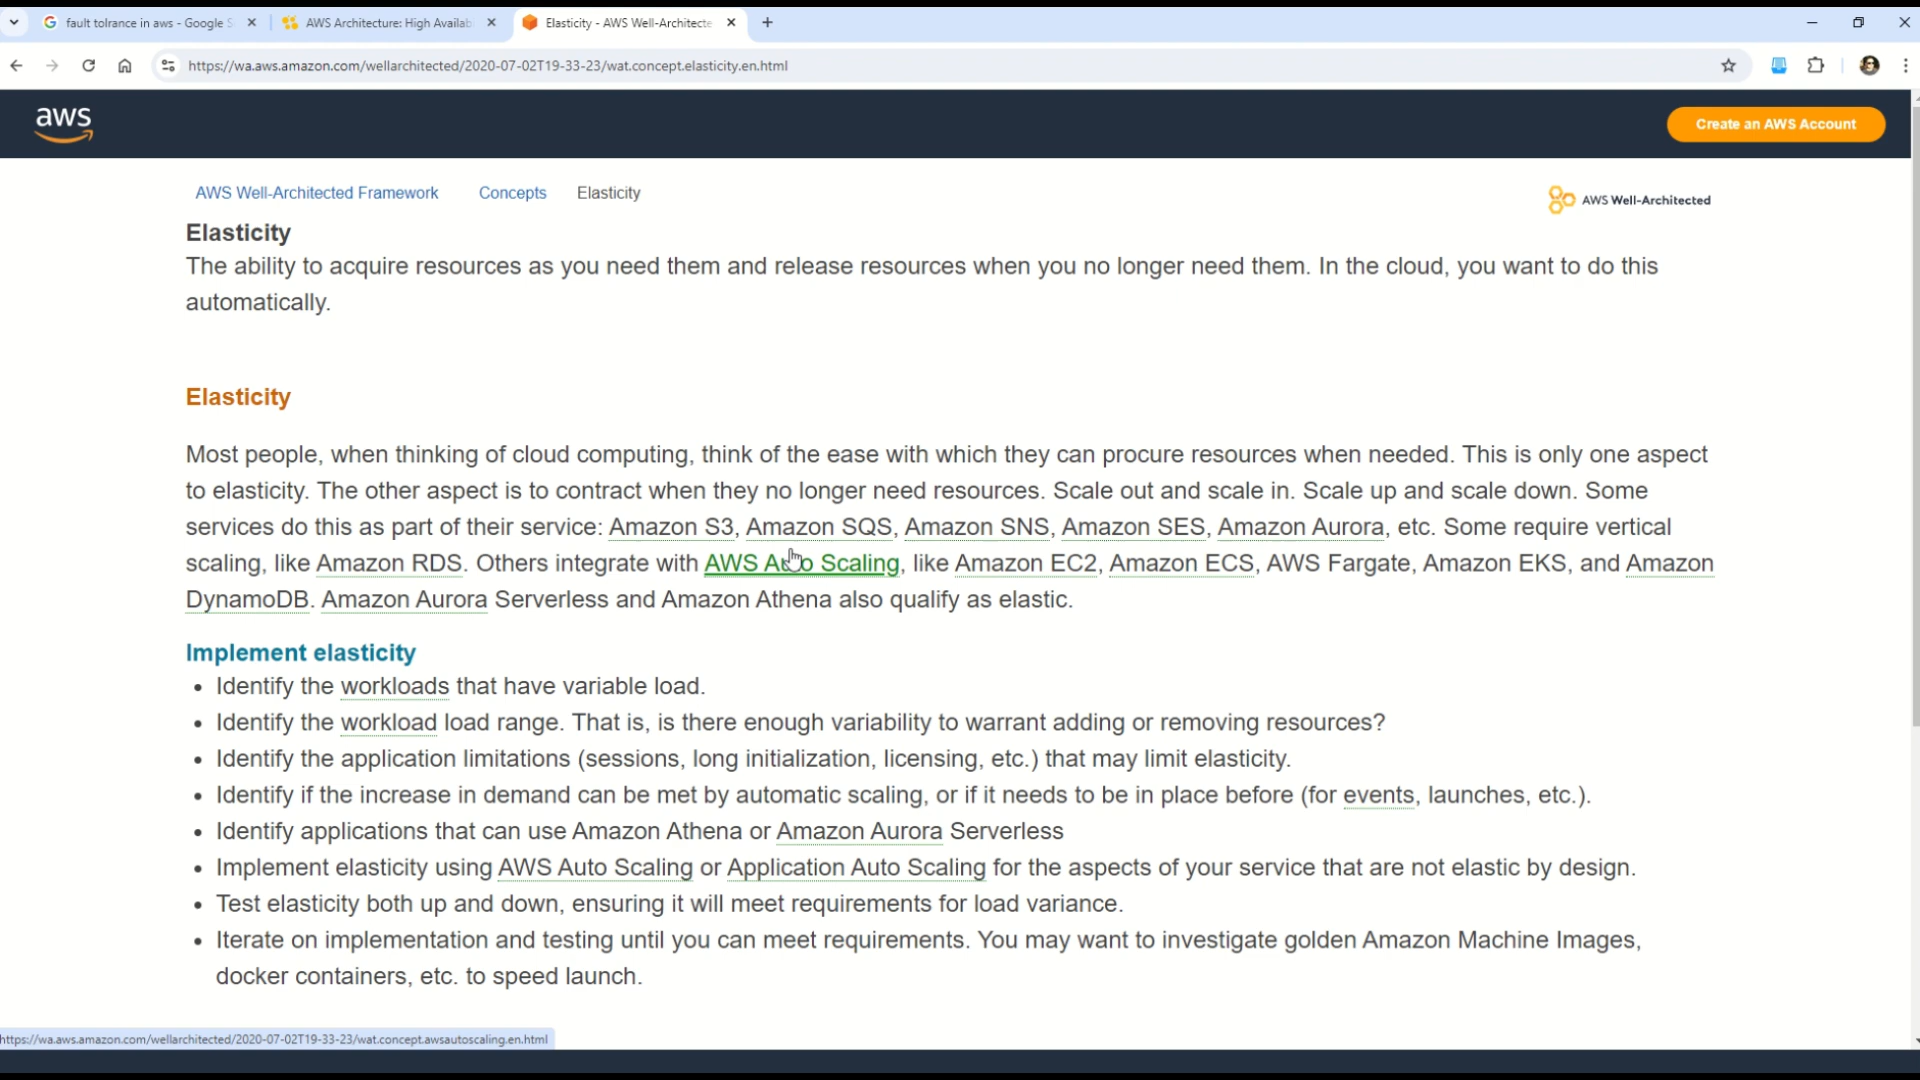 fault tolrance in aws - Google S
AWS Architecture: High Availab
Elasticity - AWS Well-Architecte
https://wa.aws.amazon.com/wellarchitected/2020-07-02T19-33-23/wat.concept.elasticity.en.html
aws
Create an AWS Account
AWS Well-Architected Framework Concepts Elasticity
AWS Well-Architected
Elasticity
The ability to acquire resources as you need them and release resources when you no longer need them. In the cloud, you want to do this
automatically.
Elasticity
Most people, when thinking of cloud computing, think of the ease with which they can procure resources when needed. This is only one aspect
to elasticity. The other aspect is to contract when they no longer need resources. Scale out and scale in. Scale up and scale down. Some
services do this as part of their service: Amazon S3, Amazon SQS, Amazon SNS, Amazon SES, Amazon Aurora, etc. Some require vertical
scaling, like Amazon RDS. Others integrate with AWS Auto Scaling, like Amazon EC2, Amazon ECS, AWS Fargate, Amazon EKS, and Amazon
DynamoDB. Amazon Aurora Serverless and Amazon Athena also qualify as elastic.
Implement elasticity
• Identify the workloads that have variable load.
• Identify the workload load range. That is, is there enough variability to warrant adding or removing resources?
• Identify the application limitations (sessions, long initialization, licensing, etc.) that may limit elasticity.
• Identify if the increase in demand can be met by automatic scaling, or if it needs to be in place before (for events, launches, etc.).
• Identify applications that can use Amazon Athena or Amazon Aurora Serverless
• Implement elasticity using AWS Auto Scaling or Application Auto Scaling for the aspects of your service that are not elastic by design.
• Test elasticity both up and down, ensuring it will meet requirements for load variance.
• Iterate on implementation and testing until you can meet requirements. You may want to investigate golden Amazon Machine Images,
docker containers, etc. to speed launch.
https://wa.aws.amazon.com/wellarchitected/2020-07-02T19-33-23/wat.concept.awsautoscaling.en.html